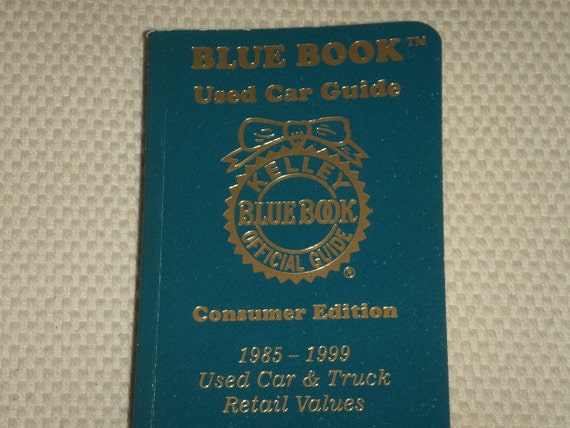 BLUE BOOK™
Used Car Guide
KELLEY
BLUE BOOK
OFFICIAL GUIDE
®
Consumer Edition
1985 – 1999
Used Car & Truck
Retail Values